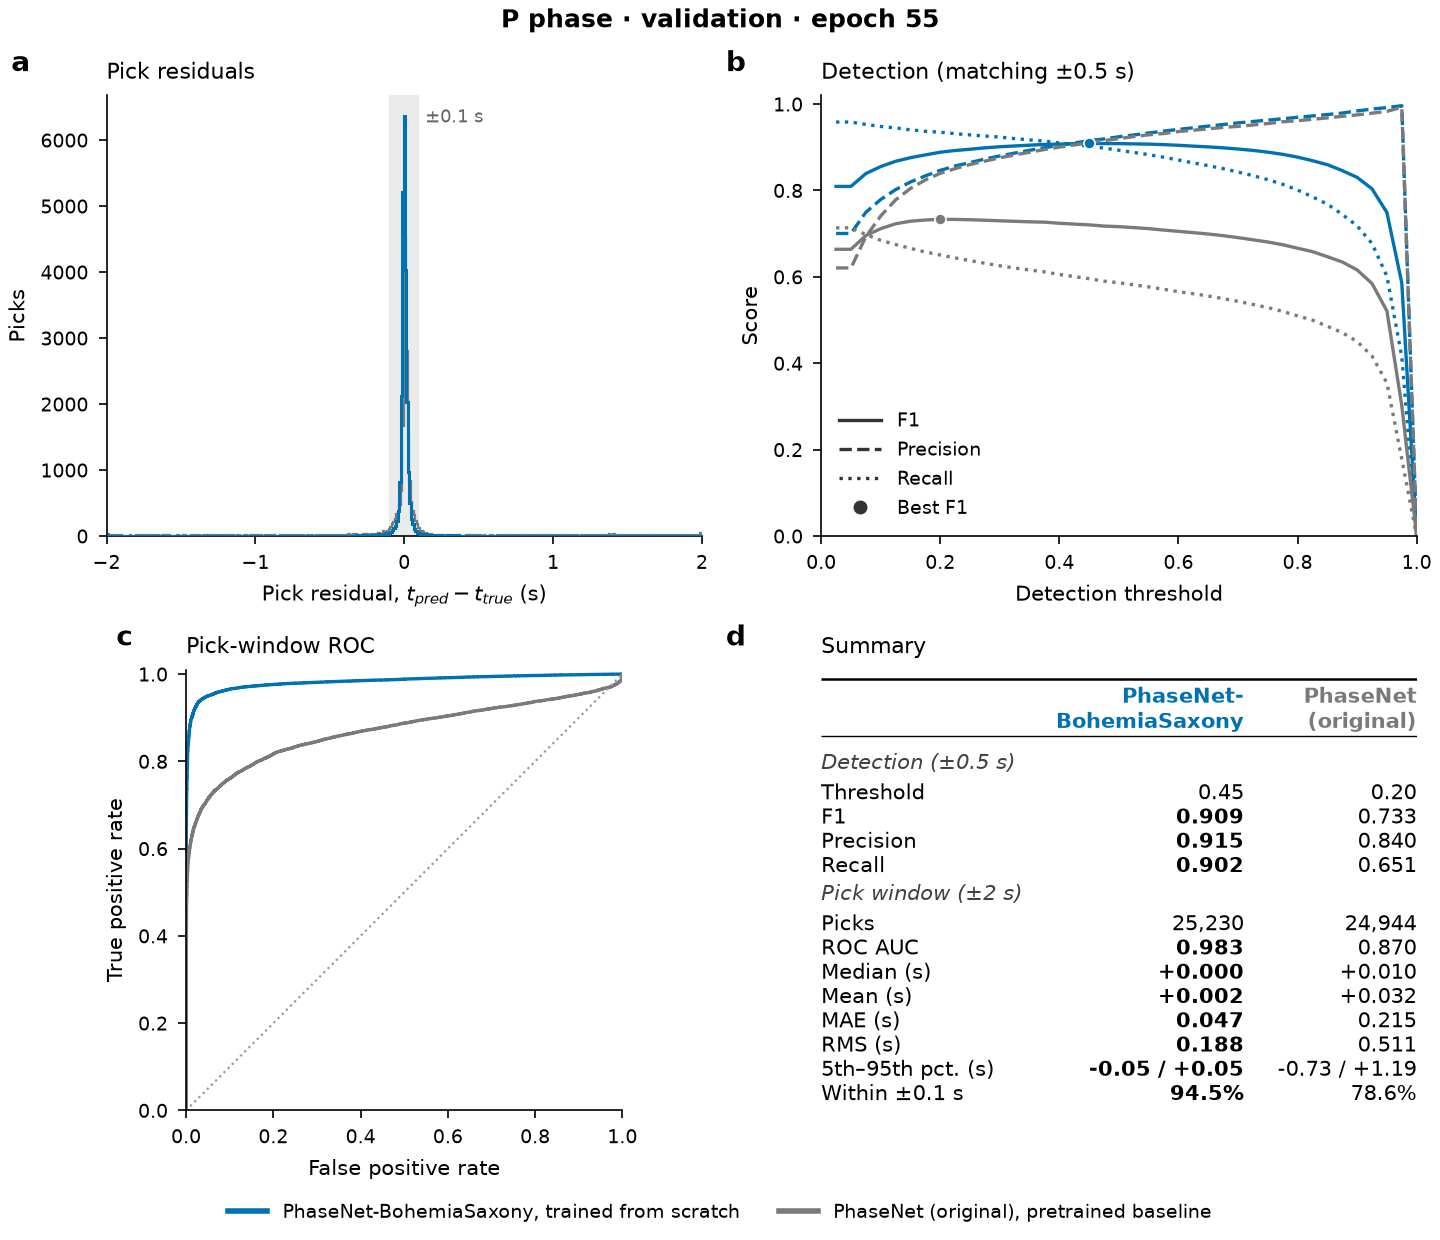 P phase · validation · epoch 55
a
Pick residuals
±0.1 s
6000
5000
4000
3000
2000
1000
0
Picks
−2
−1
0
1
2
Pick residual, t_pred − t_true (s)
b
Detection (matching ±0.5 s)
1.0
0.8
0.6
0.4
0.2
0.0
Score
F1
Precision
Recall
Best F1
0.0
0.2
0.4
0.6
0.8
1.0
Detection threshold
c
Pick-window ROC
1.0
0.8
0.6
0.4
0.2
0.0
True positive rate
0.0
0.2
0.4
0.6
0.8
1.0
False positive rate
d
Summary
PhaseNet-BohemiaSaxony PhaseNet (original)
Detection (±0.5 s)
Threshold 0.45 0.20
F1 0.909 0.733
Precision 0.915 0.840
Recall 0.902 0.651
Pick window (±2 s)
Picks 25,230 24,944
ROC AUC 0.983 0.870
Median (s) +0.000 +0.010
Mean (s) +0.002 +0.032
MAE (s) 0.047 0.215
RMS (s) 0.188 0.511
5th–95th pct. (s) -0.05 / +0.05 -0.73 / +1.19
Within ±0.1 s 94.5% 78.6%
PhaseNet-BohemiaSaxony, trained from scratch
PhaseNet (original), pretrained baseline